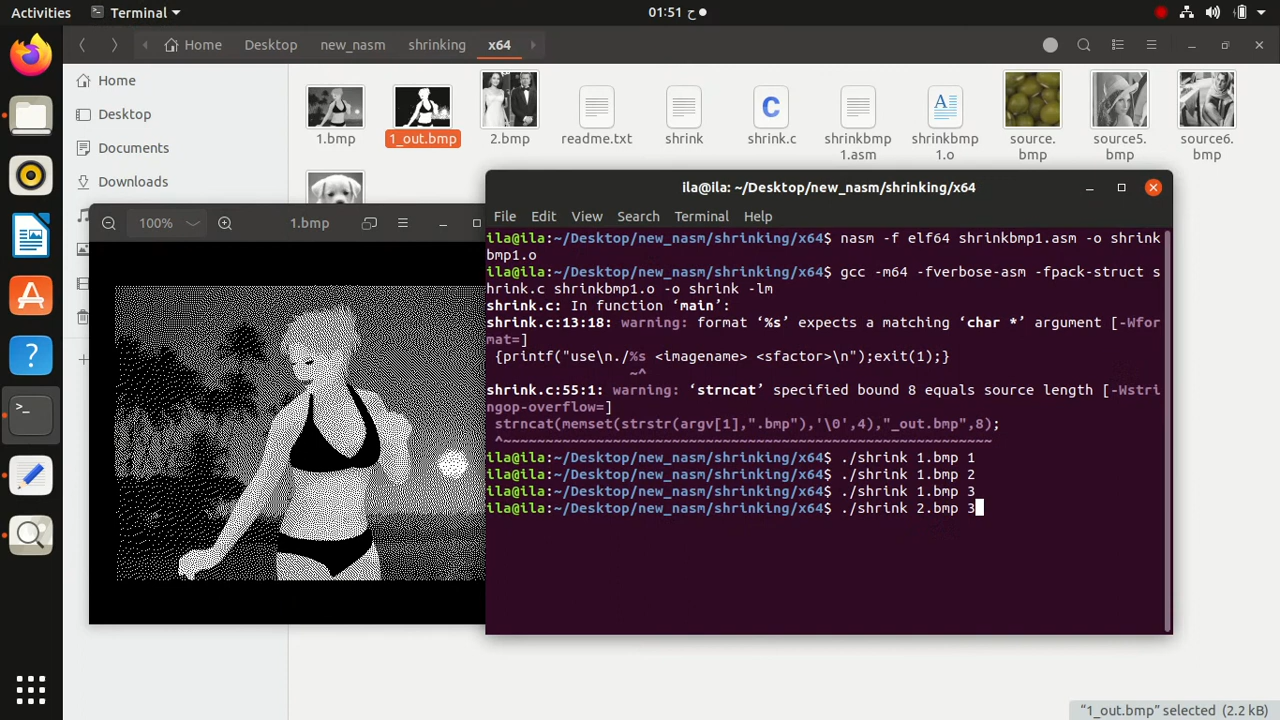 Activities
Terminal
01:51 ح
Home
Desktop
new_nasm
shrinking
x64
Home
Desktop
Documents
Downloads
1.bmp
1_out.bmp
2.bmp
readme.txt
shrink
shrink.c
shrinkbmp
1.asm
shrinkbmp
1.o
source.
bmp
source5.
bmp
source6.
bmp
100%
1.bmp
ila@ila: ~/Desktop/new_nasm/shrinking/x64
File Edit View Search Terminal Help
ila@ila:~/Desktop/new_nasm/shrinking/x64$ nasm -f elf64 shrinkbmp1.asm -o shrink
bmp1.o
ila@ila:~/Desktop/new_nasm/shrinking/x64$ gcc -m64 -fverbose-asm -fpack-struct s
hrink.c shrinkbmp1.o -o shrink -lm
shrink.c: In function ‘main’:
shrink.c:13:18: warning: format ‘%s’ expects a matching ‘char *’ argument [-Wfor
mat=]
{printf("use\n./%s <imagename> <sfactor>\n");exit(1);}
~^
shrink.c:55:1: warning: ‘strncat’ specified bound 8 equals source length [-Wstri
ngop-overflow=]
strncat(memset(strstr(argv[1],".bmp"),'\0',4),"_out.bmp",8);
^~~~~~~~~~~~~~~~~~~~~~~~~~~~~~~~~~~~~~~~~~~~~~~~~~~~~~~~~~~
ila@ila:~/Desktop/new_nasm/shrinking/x64$ ./shrink 1.bmp 1
ila@ila:~/Desktop/new_nasm/shrinking/x64$ ./shrink 1.bmp 2
ila@ila:~/Desktop/new_nasm/shrinking/x64$ ./shrink 1.bmp 3
ila@ila:~/Desktop/new_nasm/shrinking/x64$ ./shrink 2.bmp 3
“1_out.bmp” selected (2.2 kB)